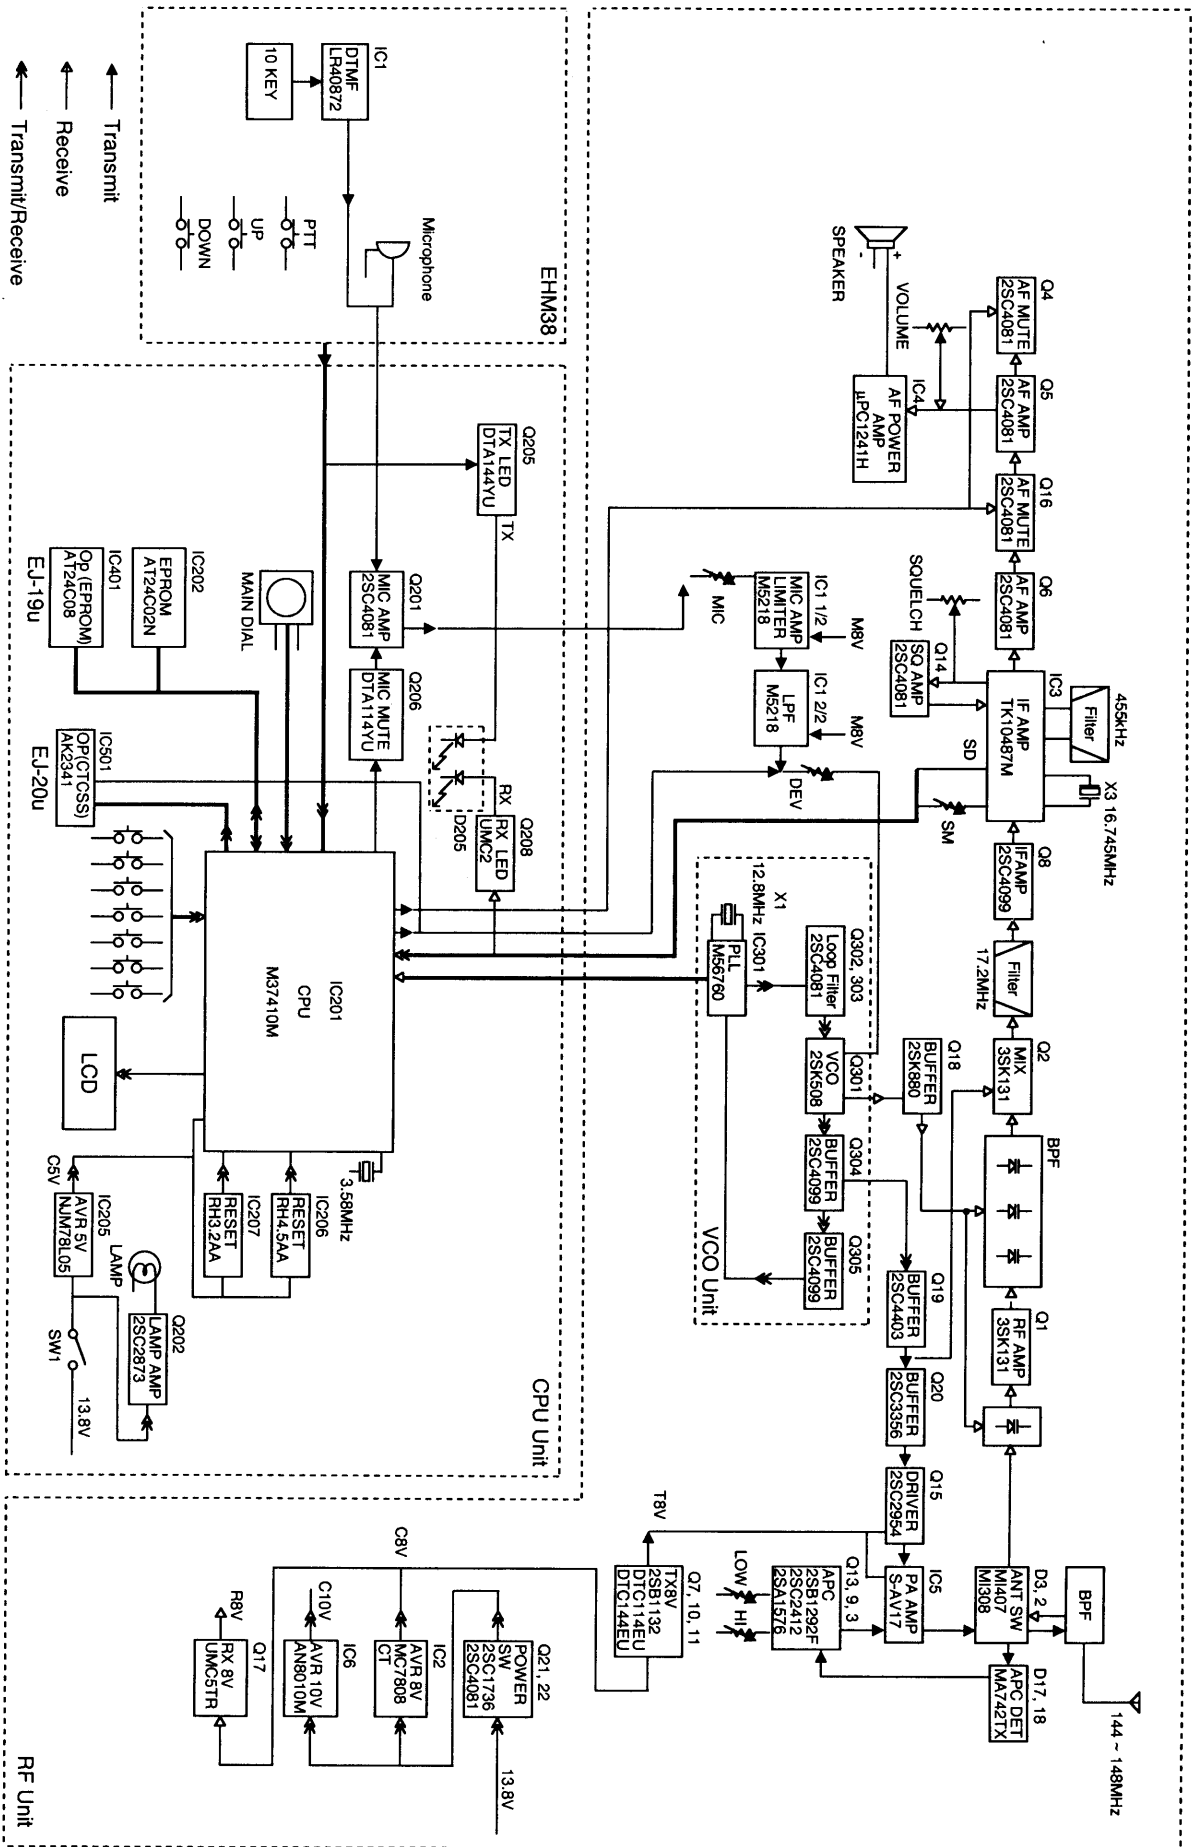 SPEAKER
VOLUME
Q4
AF MUTE
2SC4081
Q5
AF AMP
2SC4081
IC4
AF POWER
AMP
µPC1241H
Q16
AF MUTE
2SC4081
Q6
AF AMP
2SC4081
SQUELCH
Q14
SQ AMP
2SC4081
IC3
IF AMP
TK10487M
455kHz
Filter
X3 16.745MHz
SD
SM
Q8
IFAMP
2SC4099
Filter
17.2MHz
Q2
MIX
3SK131
BPF
Q1
RF AMP
3SK131
D3, 2
ANT SW
MI407
MI308
BPF
144 ~ 148MHz
D17, 18
APC DET
MA742TX
MIC
IC1 1/2
MIC AMP
LIMITER
M5218
M8V
IC1 2/2
LPF
M5218
M8V
DEV
X1
12.8MHz
IC301
PLL
M56760
Q302, 303
Loop Filter
2SC4081
Q301
VCO
2SK508
Q304
BUFFER
2SC4099
Q305
BUFFER
2SC4099
VCO Unit
Q18
BUFFER
2SK880
Q19
BUFFER
2SC4403
Q20
BUFFER
2SC3356
Q15
DRIVER
2SC2954
IC5
PA AMP
S-AV17
Q13, 9, 3
APC
2SB1292F
2SC2412
2SA1576
LOW
HI
T8V
Q7, 10, 11
TX8V
2SB1132
DTC114EU
DTC144EU
C8V
Q21, 22
POWER
SW
2SC1736
2SC4081
13.8V
IC2
AVR 8V
MC7808
CT
IC6
AVR 10V
AN8010M
C10V
Q17
RX 8V
UMC5TR
R8V
RF Unit
EHM38
IC1
DTMF
LR40872
10 KEY
Microphone
PTT
UP
DOWN
Transmit
Receive
Transmit/Receive
CPU Unit
Q205
TX LED
DTA144YU
TX
Q201
MIC AMP
2SC4081
Q206
MIC MUTE
DTA114YU
RX
D205
Q208
RX LED
UMC2
MAIN DIAL
IC202
EPROM
AT24C02N
IC401
Op (EPROM)
AT24C08
EJ-19u
IC501
OP(CTCSS)
AK2341
EJ-20u
IC201
CPU
M37410M
3.58MHz
LCD
IC206
RESET
RH4.5AA
IC207
RESET
RH3.2AA
C5V
IC205
AVR 5V
NJM78L05
LAMP
Q202
LAMP AMP
2SC2873
SW1
13.8V